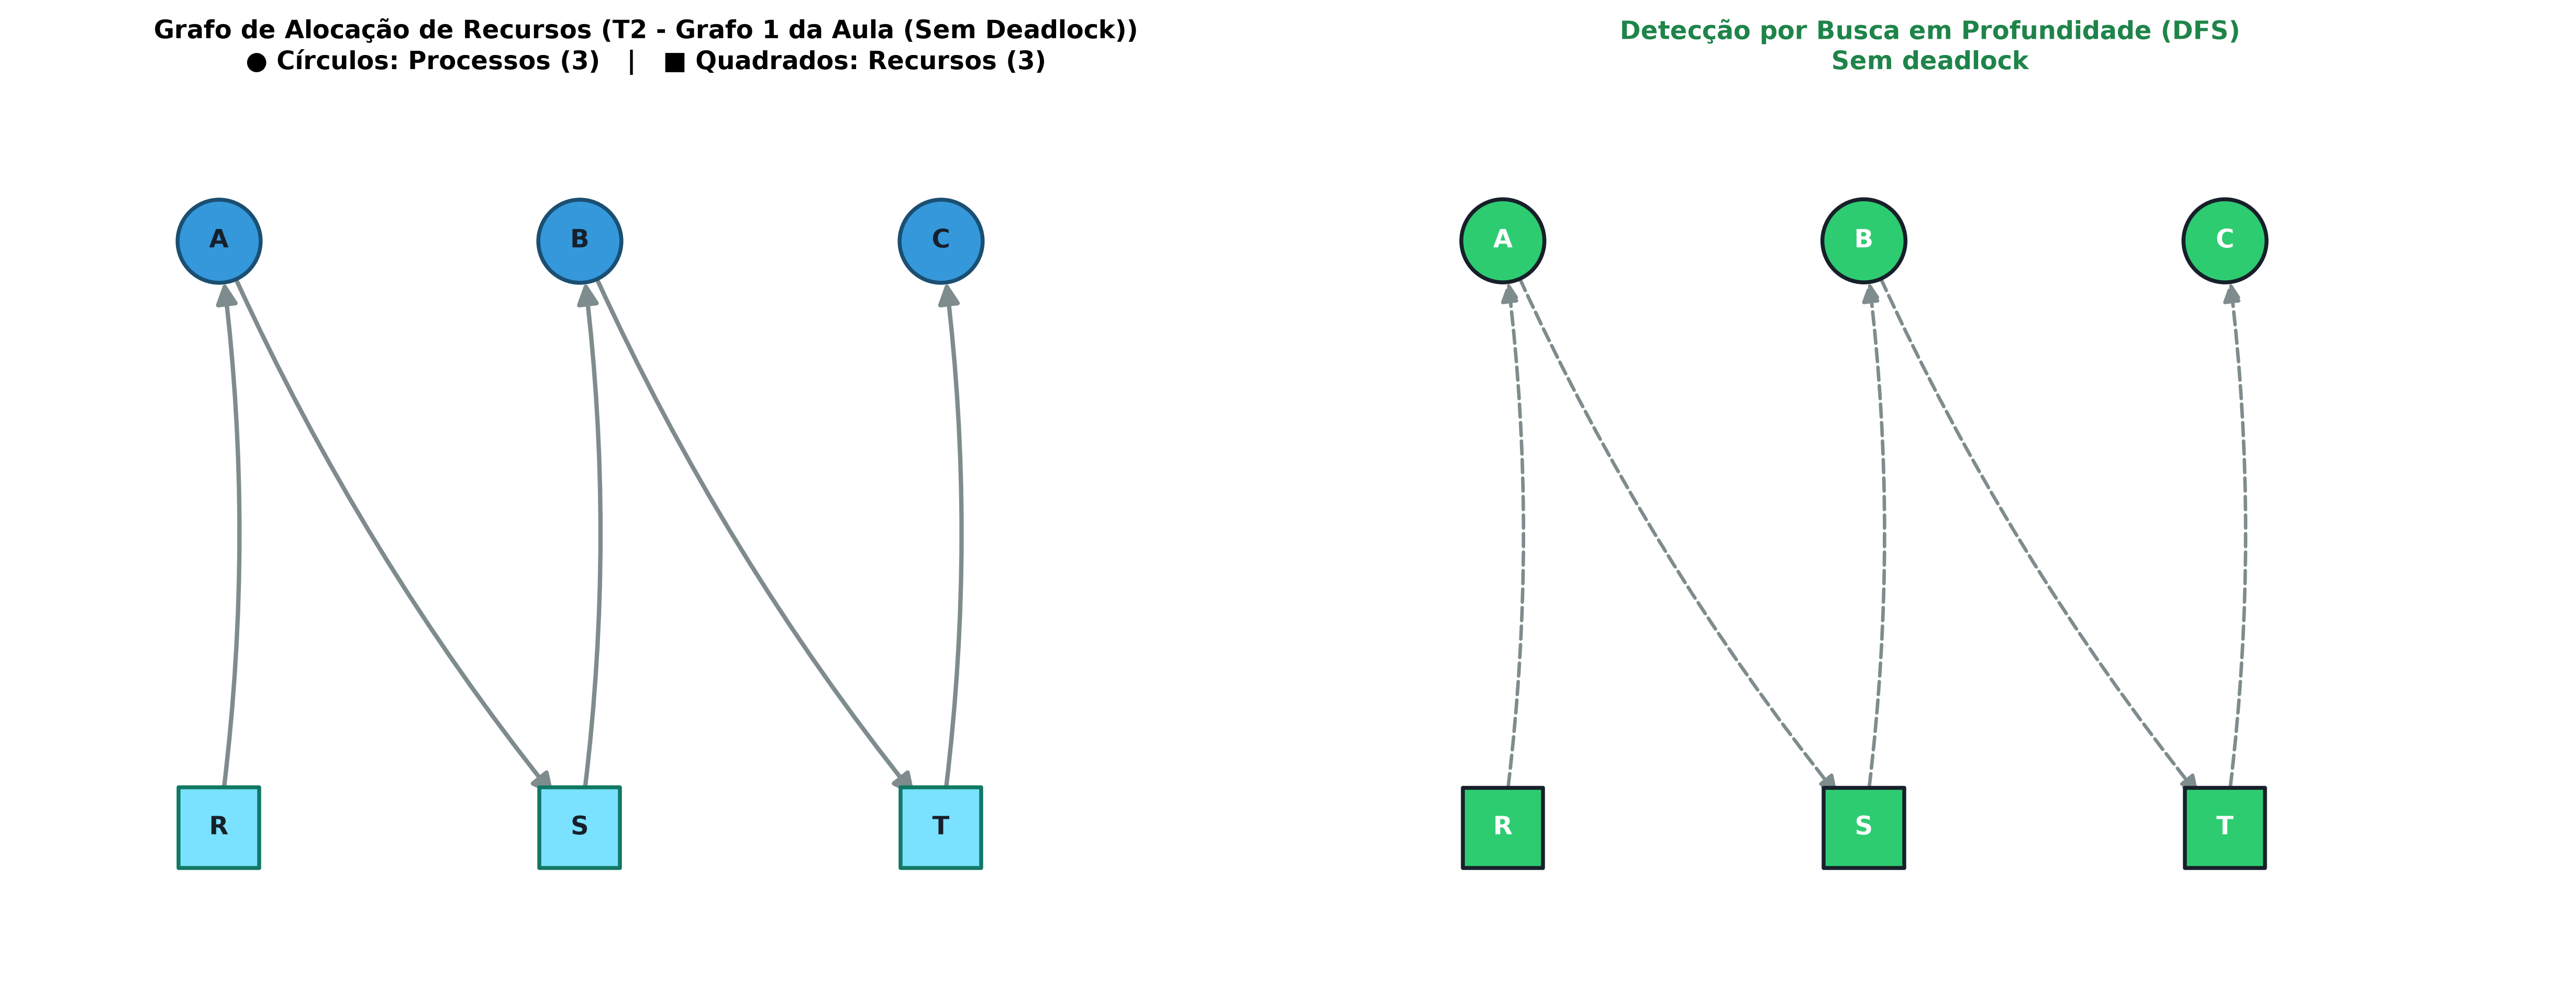 Grafo de Alocação de Recursos (T2 - Grafo 1 da Aula (Sem Deadlock))
● Círculos: Processos (3) | ■ Quadrados: Recursos (3)
A
B
C
R
S
T
Detecção por Busca em Profundidade (DFS)
Sem deadlock
A
B
C
R
S
T